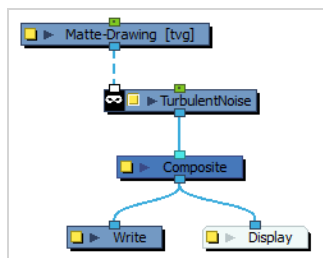 Matte-Drawing [tvg]
TurbulentNoise
Composite
Write
Display